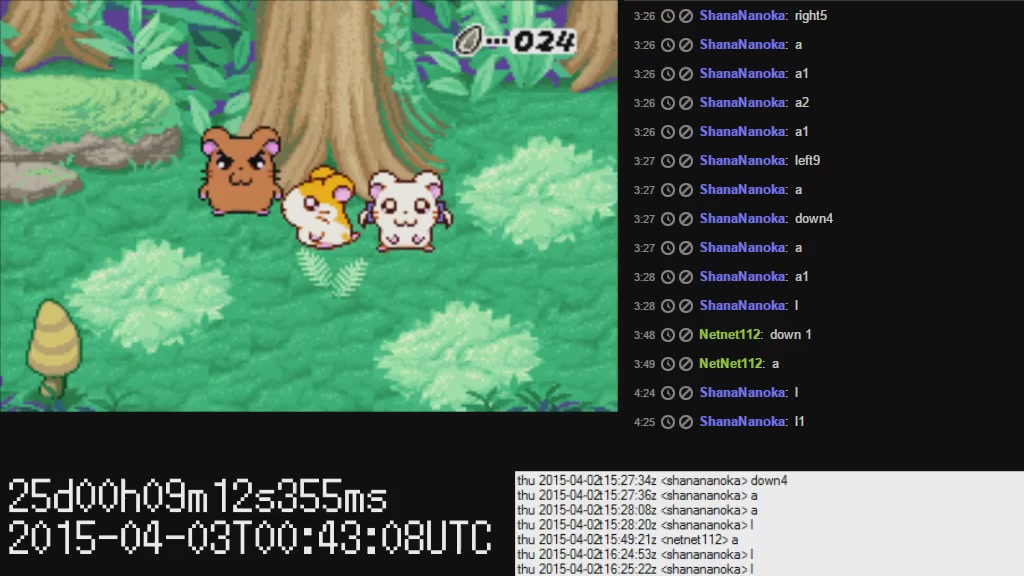 ···024
3:26 ShanaNanoka: right5
3:26 ShanaNanoka: a
3:26 ShanaNanoka: a1
3:26 ShanaNanoka: a2
3:26 ShanaNanoka: a1
3:27 ShanaNanoka: left9
3:27 ShanaNanoka: a
3:27 ShanaNanoka: down4
3:27 ShanaNanoka: a
3:28 ShanaNanoka: a1
3:28 ShanaNanoka: l
3:48 Netnet112: down 1
3:49 NetNet112: a
4:24 ShanaNanoka: l
4:25 ShanaNanoka: l1
25d00h09m12s355ms
2015-04-03T00:43:08UTC
thu 2015-04-02t15:27:34z <shanananoka> down4
thu 2015-04-02t15:27:36z <shanananoka> a
thu 2015-04-02t15:28:08z <shanananoka> a
thu 2015-04-02t15:28:20z <shanananoka> l
thu 2015-04-02t15:49:21z <netnet112> a
thu 2015-04-02t16:24:53z <shanananoka> l
thu 2015-04-02t16:25:22z <shanananoka> l